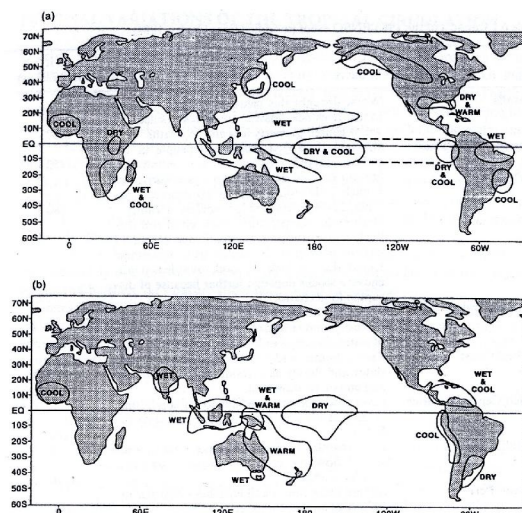 (a)
70N
60N
50N
40N
30N
20N
10N
EQ
10S
20S
30S
40S
50S
60S
0
60E
120E
180
120W
60W
COOL
COOL
COOL
DRY
& WARM
WET
DRY
WET
DRY & COOL
WET
WET
&
COOL
DRY
& COOL
COOL
(b)
70N
60N
50N
40N
30N
20N
10N
EQ
10S
20S
30S
40S
50S
60S
0
60E
120E
180
120W
60W
COOL
WET
WET
&
WARM
WET
DRY
WARM
WET
WET
& COOL
COOL
DRY